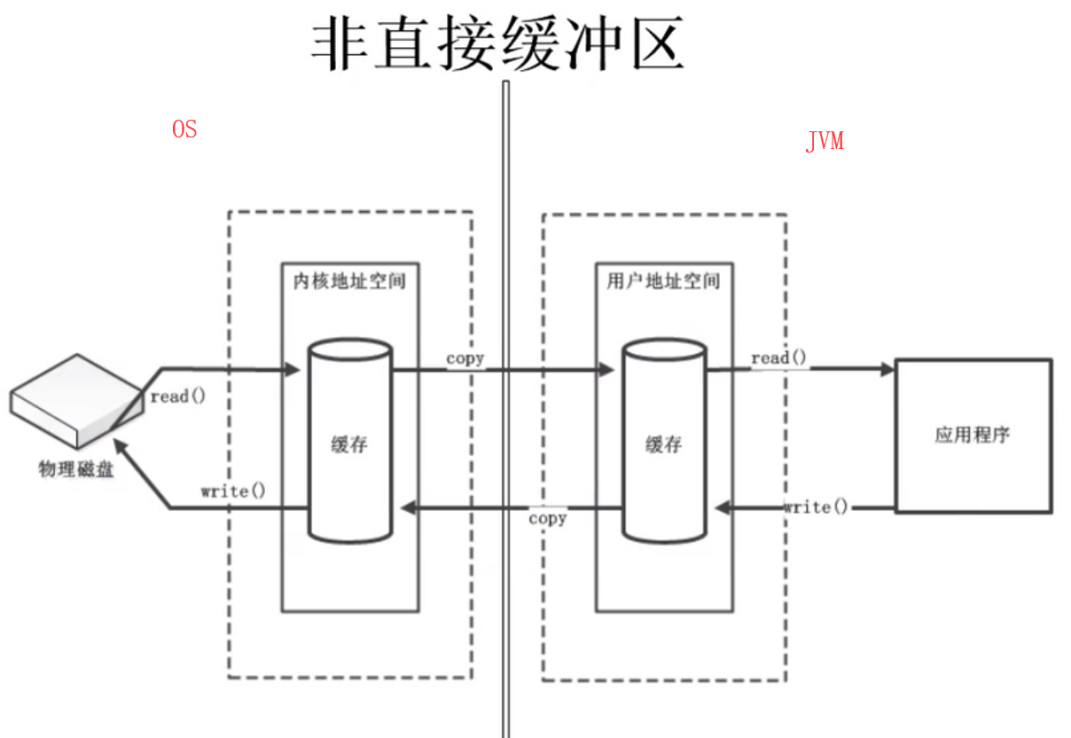 非直接缓冲区
OS
JVM
内核地址空间
用户地址空间
copy
read()
read()
缓存
缓存
应用程序
物理磁盘
write()
copy
write()